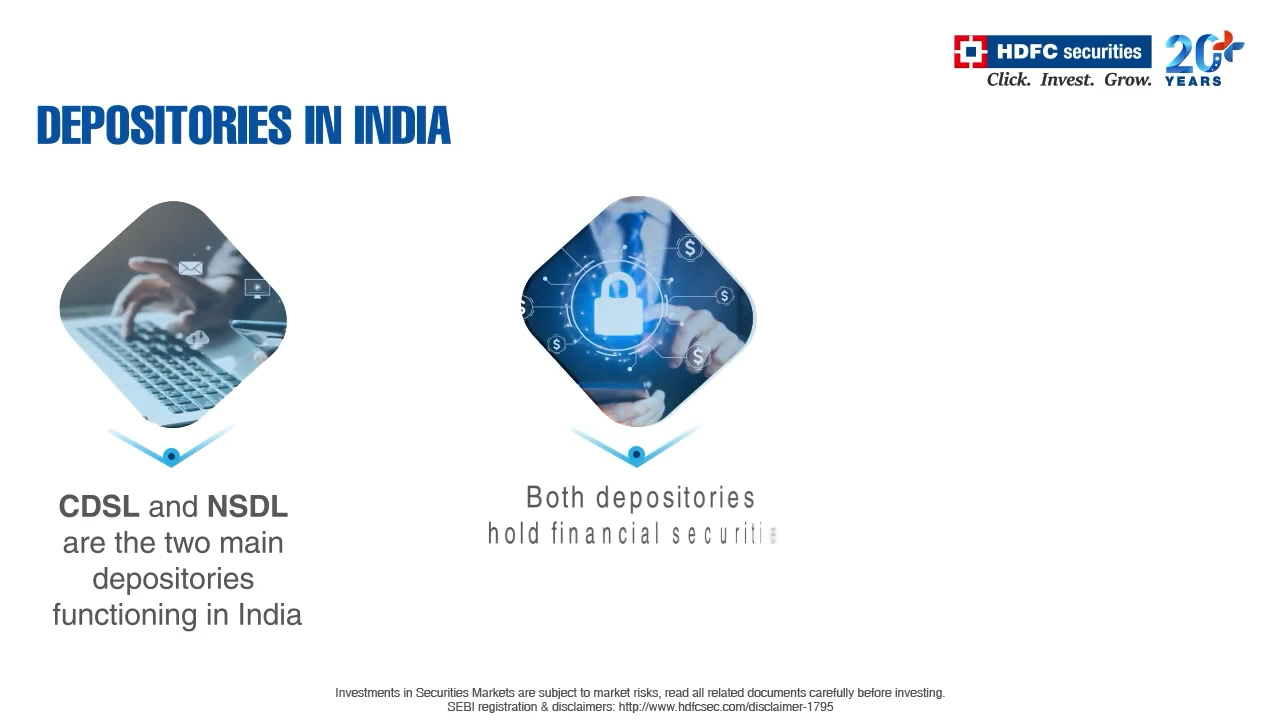 HDFC securities
Click. Invest. Grow.
20+
YEARS
DEPOSITORIES IN INDIA
CDSL and NSDL
are the two main
depositories
functioning in India
Both depositories
hold financial securitie
Investments in Securities Markets are subject to market risks, read all related documents carefully before investing.
SEBI registration & disclaimers: http://www.hdfcsec.com/disclaimer-1795